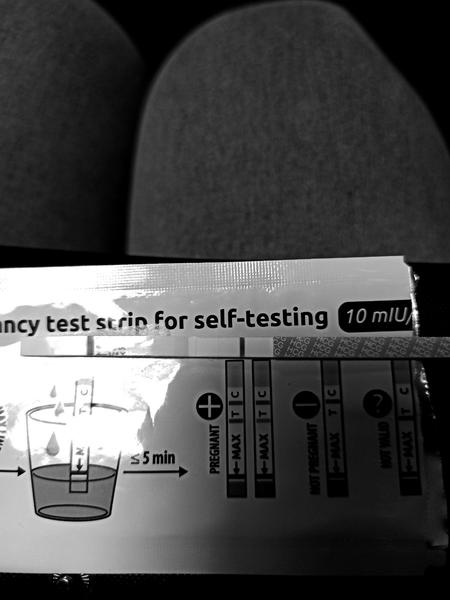 ancy test strip for self-testing 10 mIU/
≤ 5 min
PREGNANT
← MAX T C
← MAX T C
NOT PREGNANT
← MAX T C
? NOT VALID
← MAX T C
T C